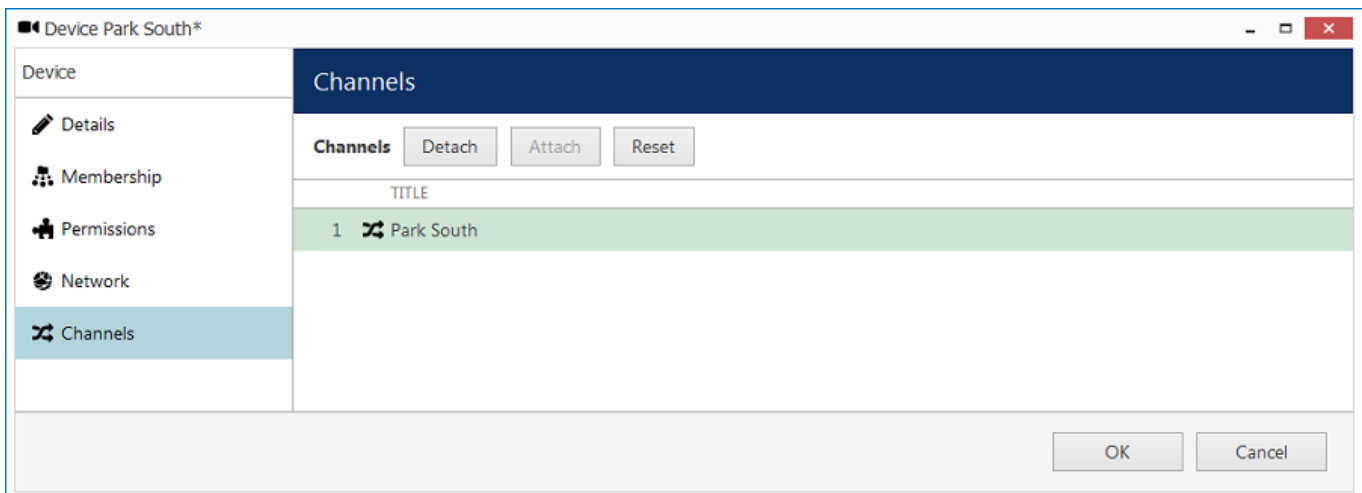 Device Park South*
Device
Details
Membership
Permissions
Network
Channels
Channels
Channels Detach Attach Reset
TITLE
1 Park South
OK Cancel